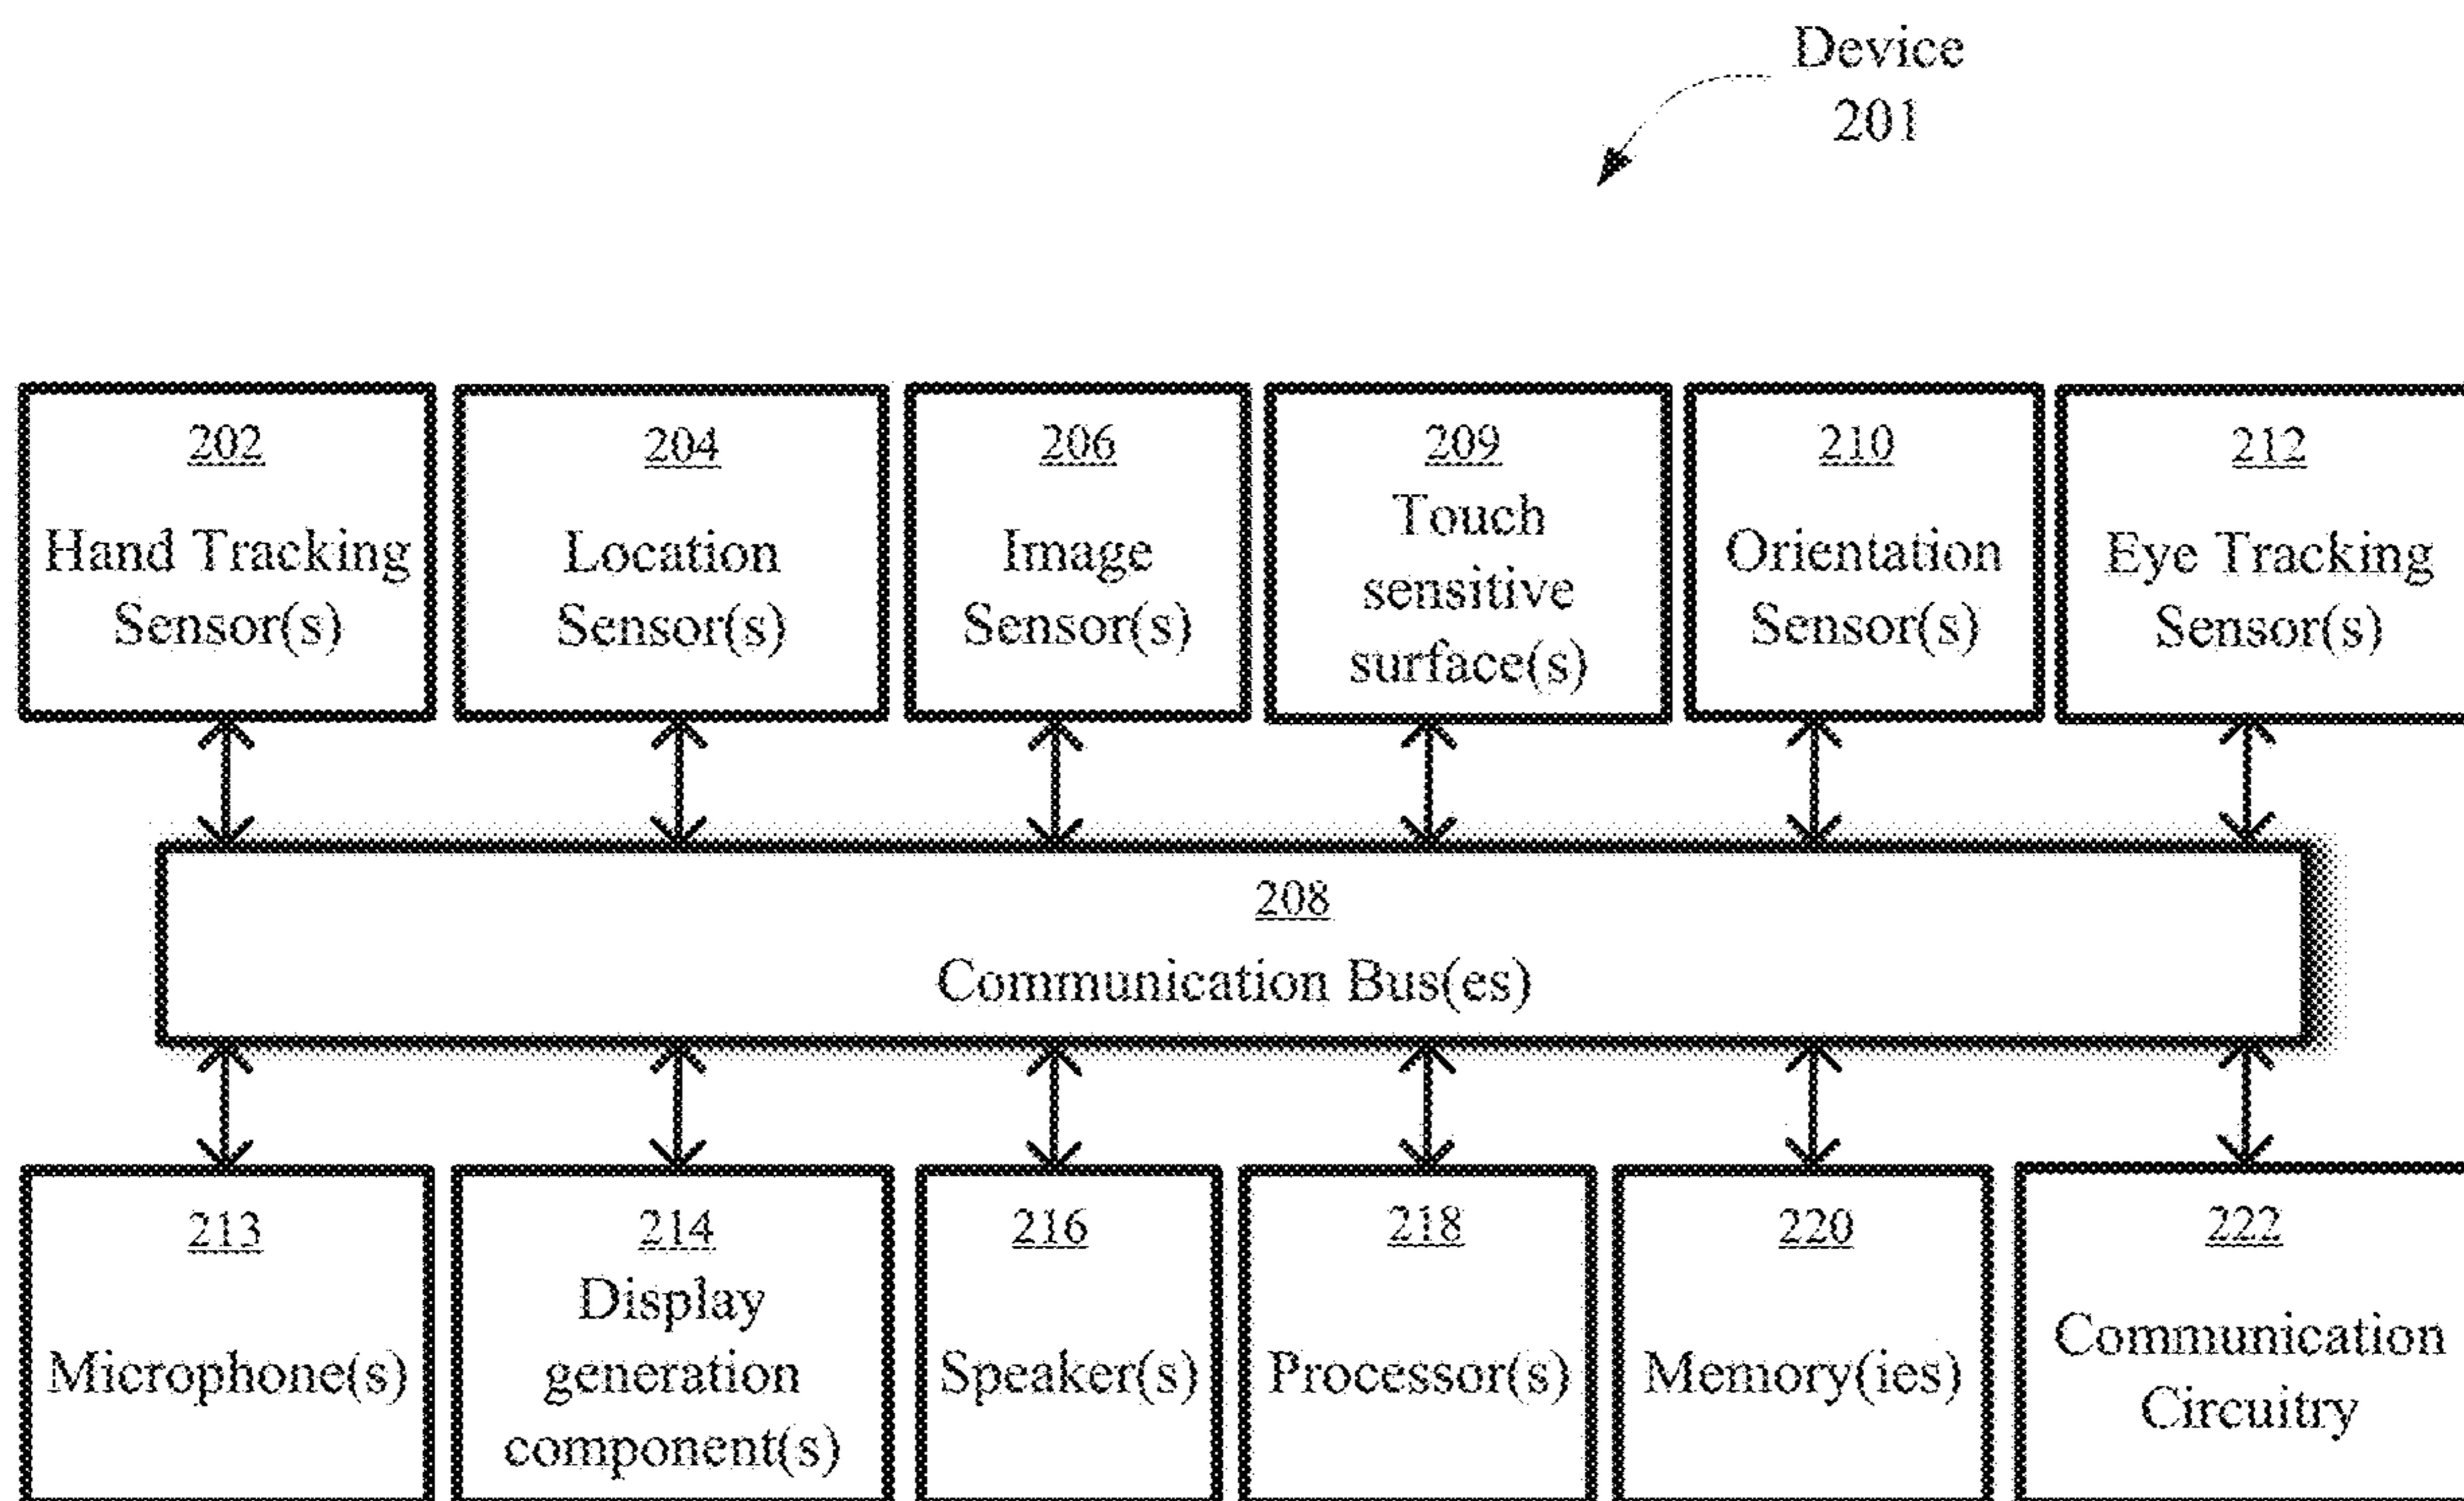 Device
201
202
Hand Tracking
Sensor(s)
204
Location
Sensor(s)
206
Image
Sensor(s)
209
Touch
sensitive
surface(s)
210
Orientation
Sensor(s)
212
Eye Tracking
Sensor(s)
208
Communication Bus(es)
213
Microphone(s)
214
Display
generation
component(s)
216
Speaker(s)
218
Processor(s)
220
Memory(ies)
222
Communication
Circuitry